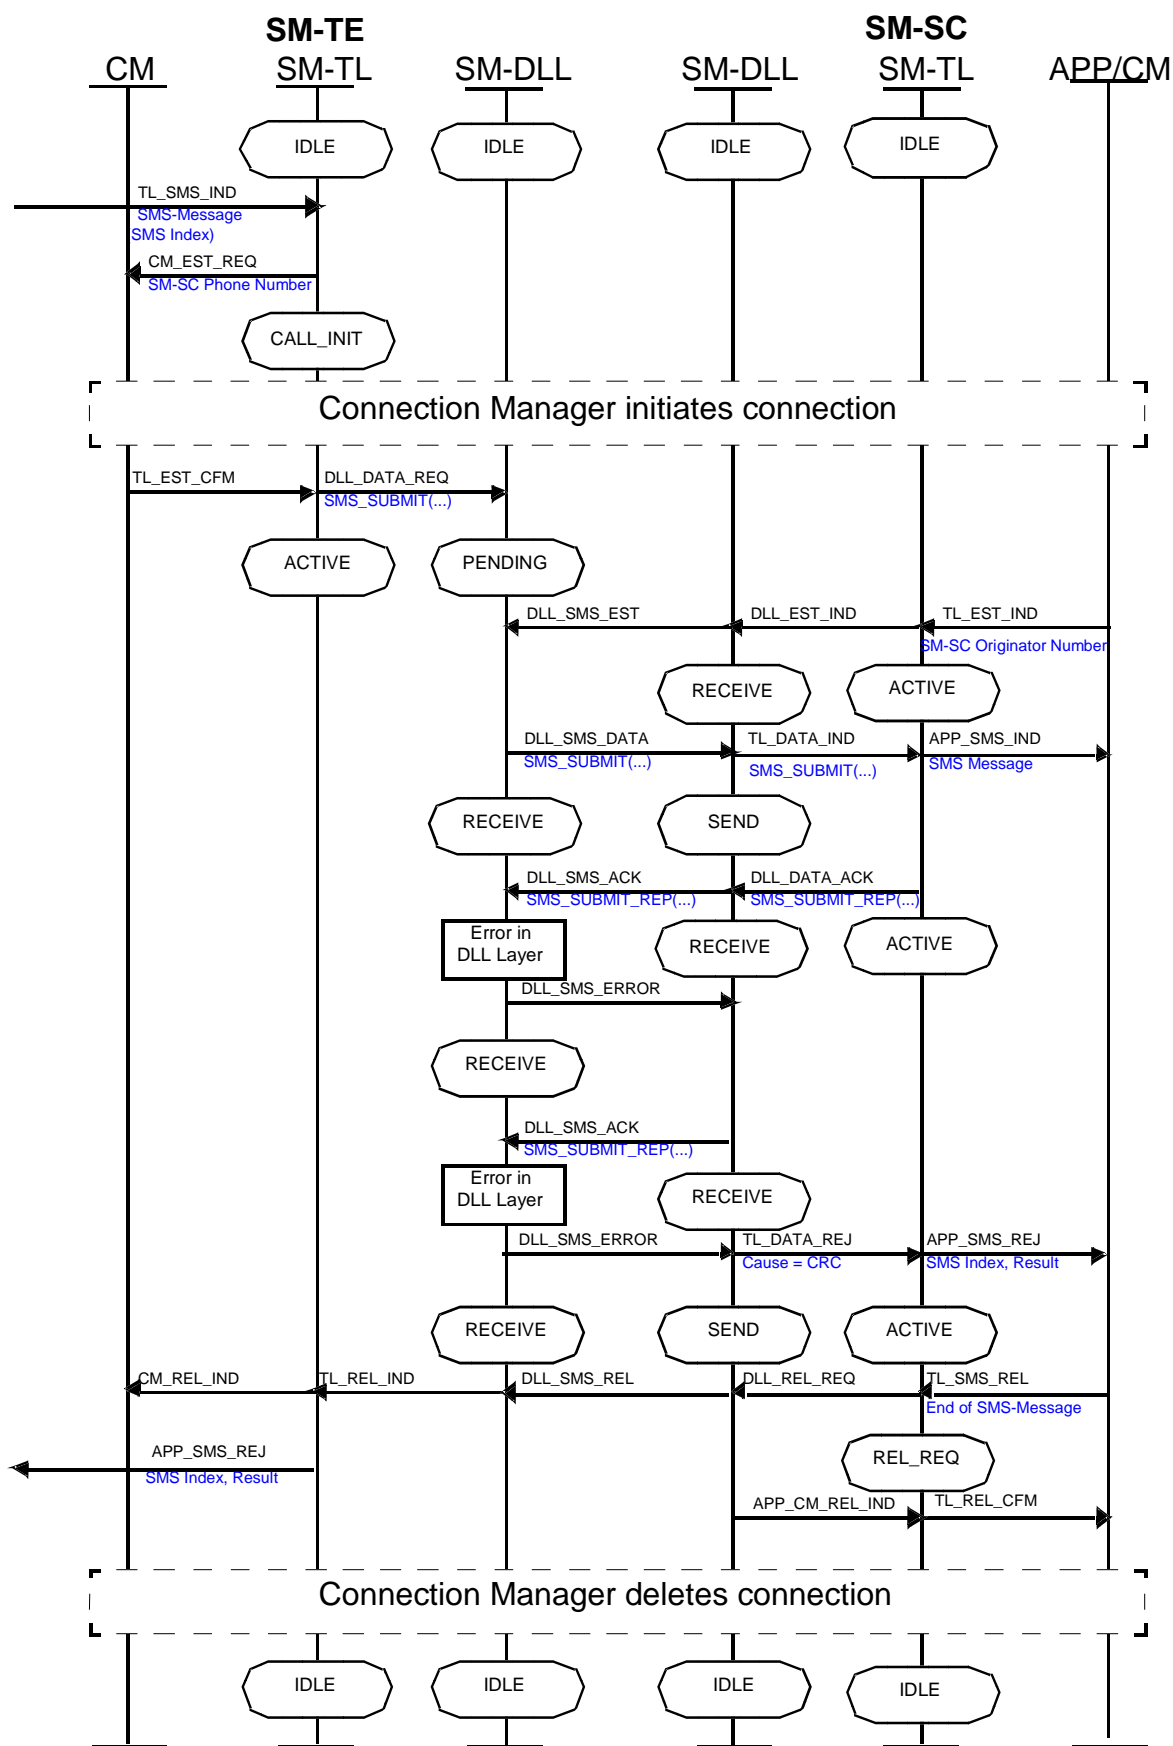 SM-TE SM-SC
CM SM-TL SM-DLL SM-DLL SM-TL APP/CM
IDLE IDLE IDLE IDLE
TL_SMS_IND
SMS-Message
SMS Index)
CM_EST_REQ
SM-SC Phone Number
CALL_INIT
Connection Manager initiates connection
TL_EST_CFM DLL_DATA_REQ
SMS_SUBMIT(...)
ACTIVE PENDING
DLL_SMS_EST DLL_EST_IND TL_EST_IND
SM-SC Originator Number
RECEIVE ACTIVE
DLL_SMS_DATA TL_DATA_IND APP_SMS_IND
SMS_SUBMIT(...) SMS_SUBMIT(...) SMS Message
RECEIVE SEND
DLL_SMS_ACK DLL_DATA_ACK
SMS_SUBMIT_REP(...) SMS_SUBMIT_REP(...)
Error in
DLL Layer
RECEIVE ACTIVE
DLL_SMS_ERROR
RECEIVE
DLL_SMS_ACK
SMS_SUBMIT_REP(...)
Error in
DLL Layer
RECEIVE
DLL_SMS_ERROR TL_DATA_REJ APP_SMS_REJ
Cause = CRC SMS Index, Result
RECEIVE SEND ACTIVE
CM_REL_IND TL_REL_IND DLL_SMS_REL DLL_REL_REQ TL_SMS_REL
End of SMS-Message
APP_SMS_REJ
SMS Index, Result
REL_REQ
APP_CM_REL_IND TL_REL_CFM
Connection Manager deletes connection
IDLE IDLE IDLE IDLE